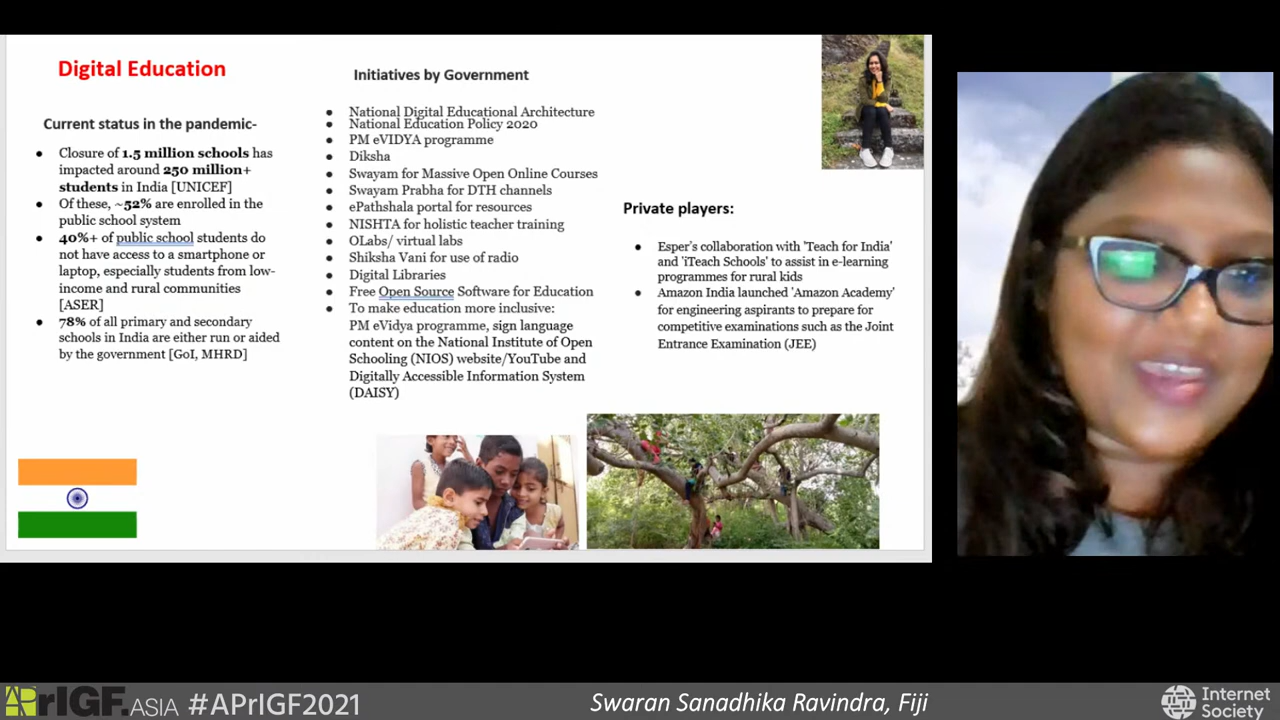 Digital Education
Current status in the pandemic-
● Closure of 1.5 million schools has
impacted around 250 million+
students in India [UNICEF]
● Of these, ~52% are enrolled in the
public school system
● 40%+ of public school students do
not have access to a smartphone or
laptop, especially students from low-
income and rural communities
[ASER]
● 78% of all primary and secondary
schools in India are either run or aided
by the government [GoI, MHRD]
Initiatives by Government
● National Digital Educational Architecture
● National Education Policy 2020
● PM eVIDYA programme
● Diksha
● Swayam for Massive Open Online Courses
● Swayam Prabha for DTH channels
● ePathshala portal for resources
● NISHTA for holistic teacher training
● OLabs/ virtual labs
● Shiksha Vani for use of radio
● Digital Libraries
● Free Open Source Software for Education
● To make education more inclusive:
PM eVidya programme, sign language
content on the National Institute of Open
Schooling (NIOS) website/YouTube and
Digitally Accessible Information System
(DAISY)
Private players:
● Esper's collaboration with 'Teach for India'
and 'iTeach Schools' to assist in e-learning
programmes for rural kids
● Amazon India launched 'Amazon Academy'
for engineering aspirants to prepare for
competitive examinations such as the Joint
Entrance Examination (JEE)
APrIGF.ASIA #APrIGF2021
Swaran Sanadhika Ravindra, Fiji
Internet
Society